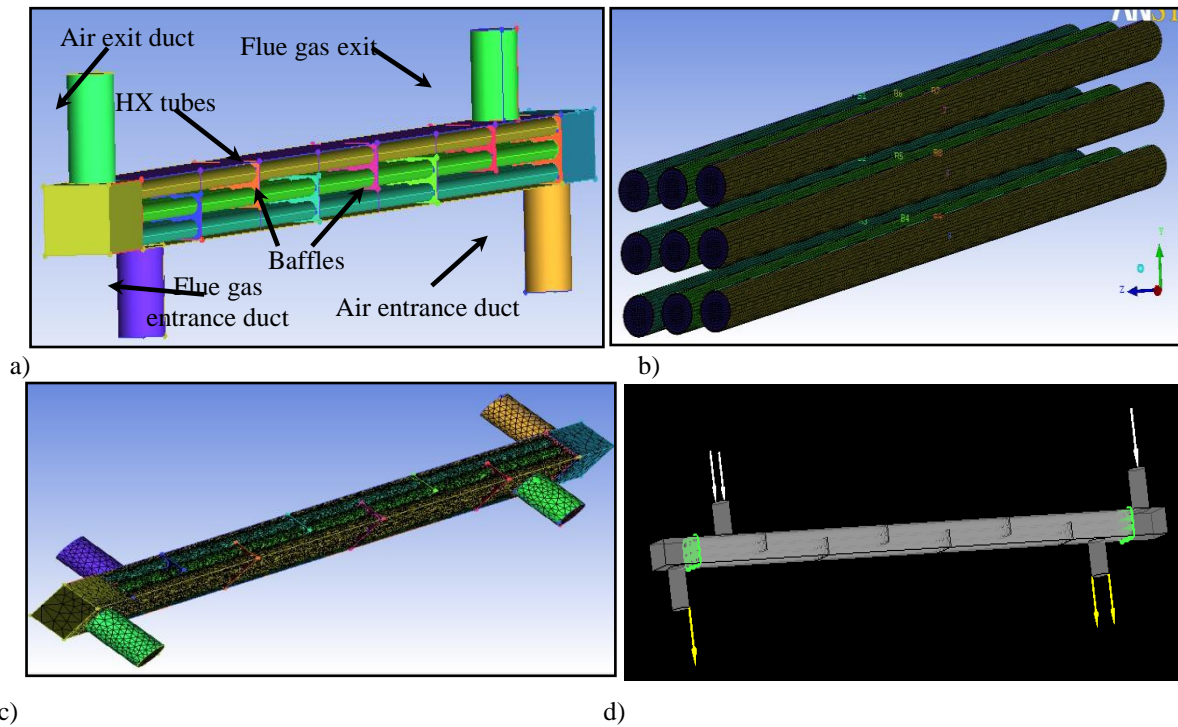 Air exit duct
Flue gas exit
HX tubes
Baffles
Flue gas
entrance duct
Air entrance duct
a)
b)
Y
Z
c)
d)